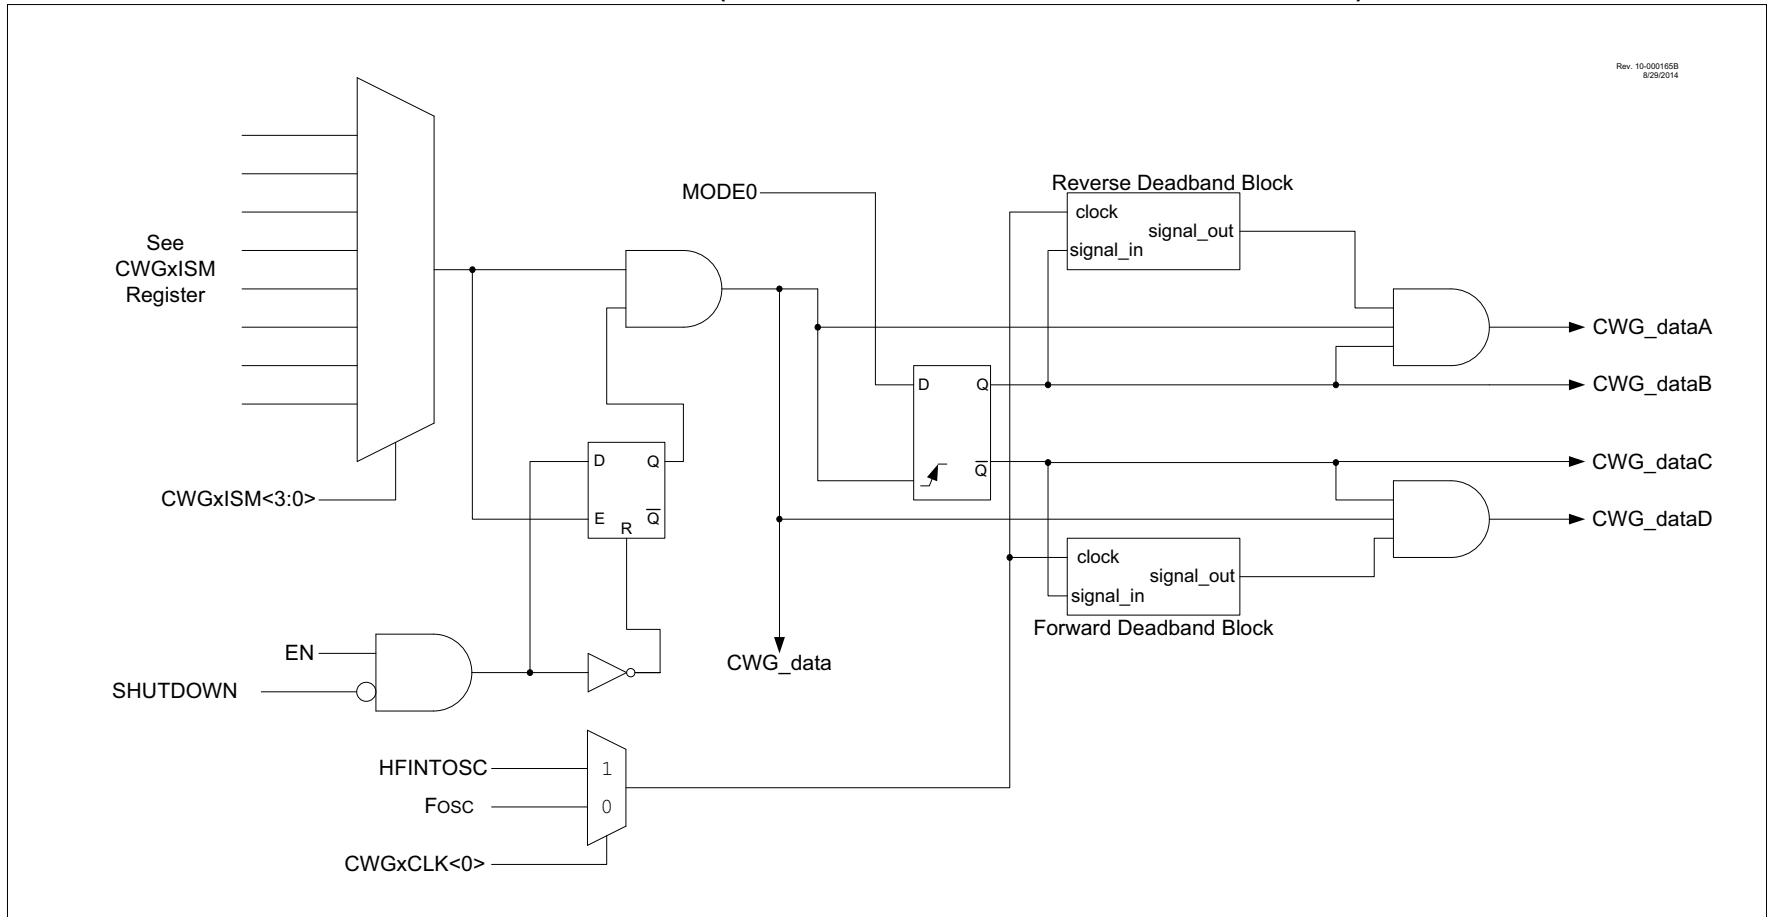 Rev. 10-000165B
8/29/2014
See
CWGxISM
Register
CWGxISM<3:0>
MODE0
Reverse Deadband Block
clock
signal_in
signal_out
D
Q
Q̅
D
Q
E
Q̅
R
CWG_dataA
CWG_dataB
CWG_dataC
CWG_dataD
clock
signal_in
signal_out
Forward Deadband Block
CWG_data
EN
SHUTDOWN
HFINTOSC
1
FOSC
0
CWGxCLK<0>